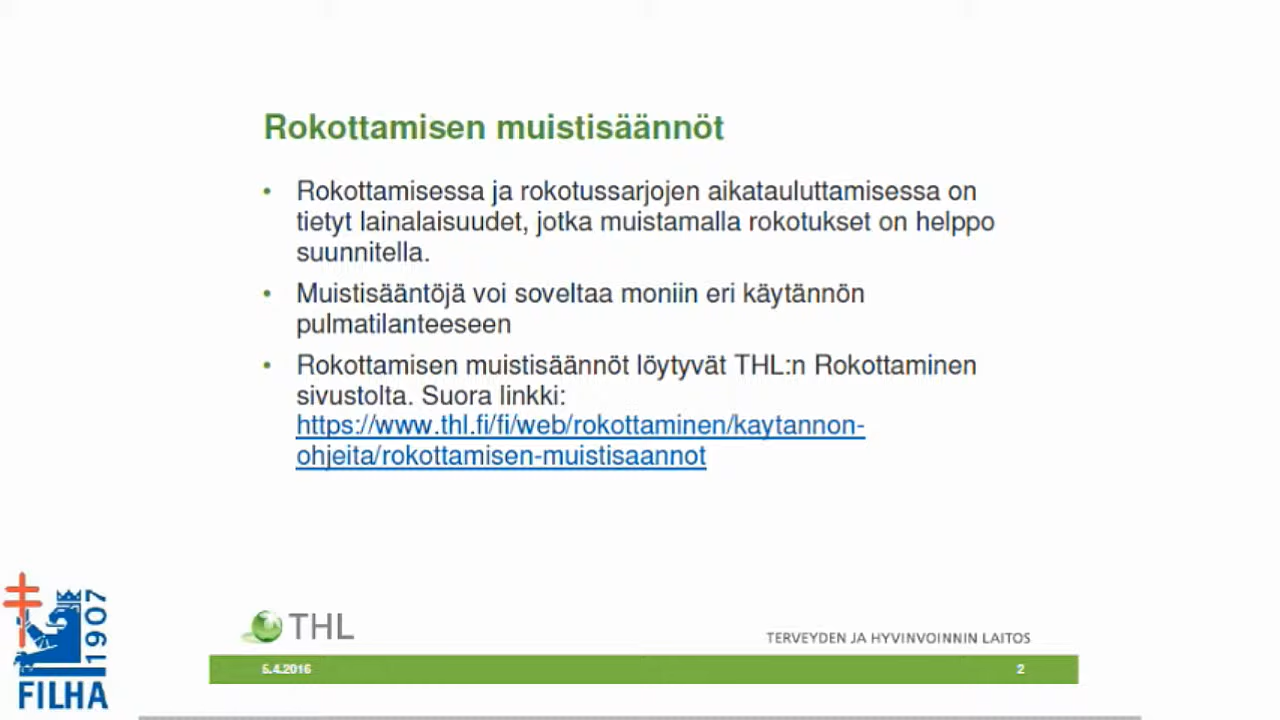 Rokottamisen muistisäännöt
• Rokottamisessa ja rokotussarjojen aikatauluttamisessa on
tietyt lainalaisuudet, jotka muistamalla rokotukset on helppo
suunnitella.
• Muistisääntöjä voi soveltaa moniin eri käytännön
pulmatilanteeseen
• Rokottamisen muistisäännöt löytyvät THL:n Rokottaminen
sivustolta. Suora linkki:
https://www.thl.fi/fi/web/rokottaminen/kaytannon-
ohjeita/rokottamisen-muistisaannot
1907
FILHA
THL
TERVEYDEN JA HYVINVOINNIN LAITOS
5.4.2016
2